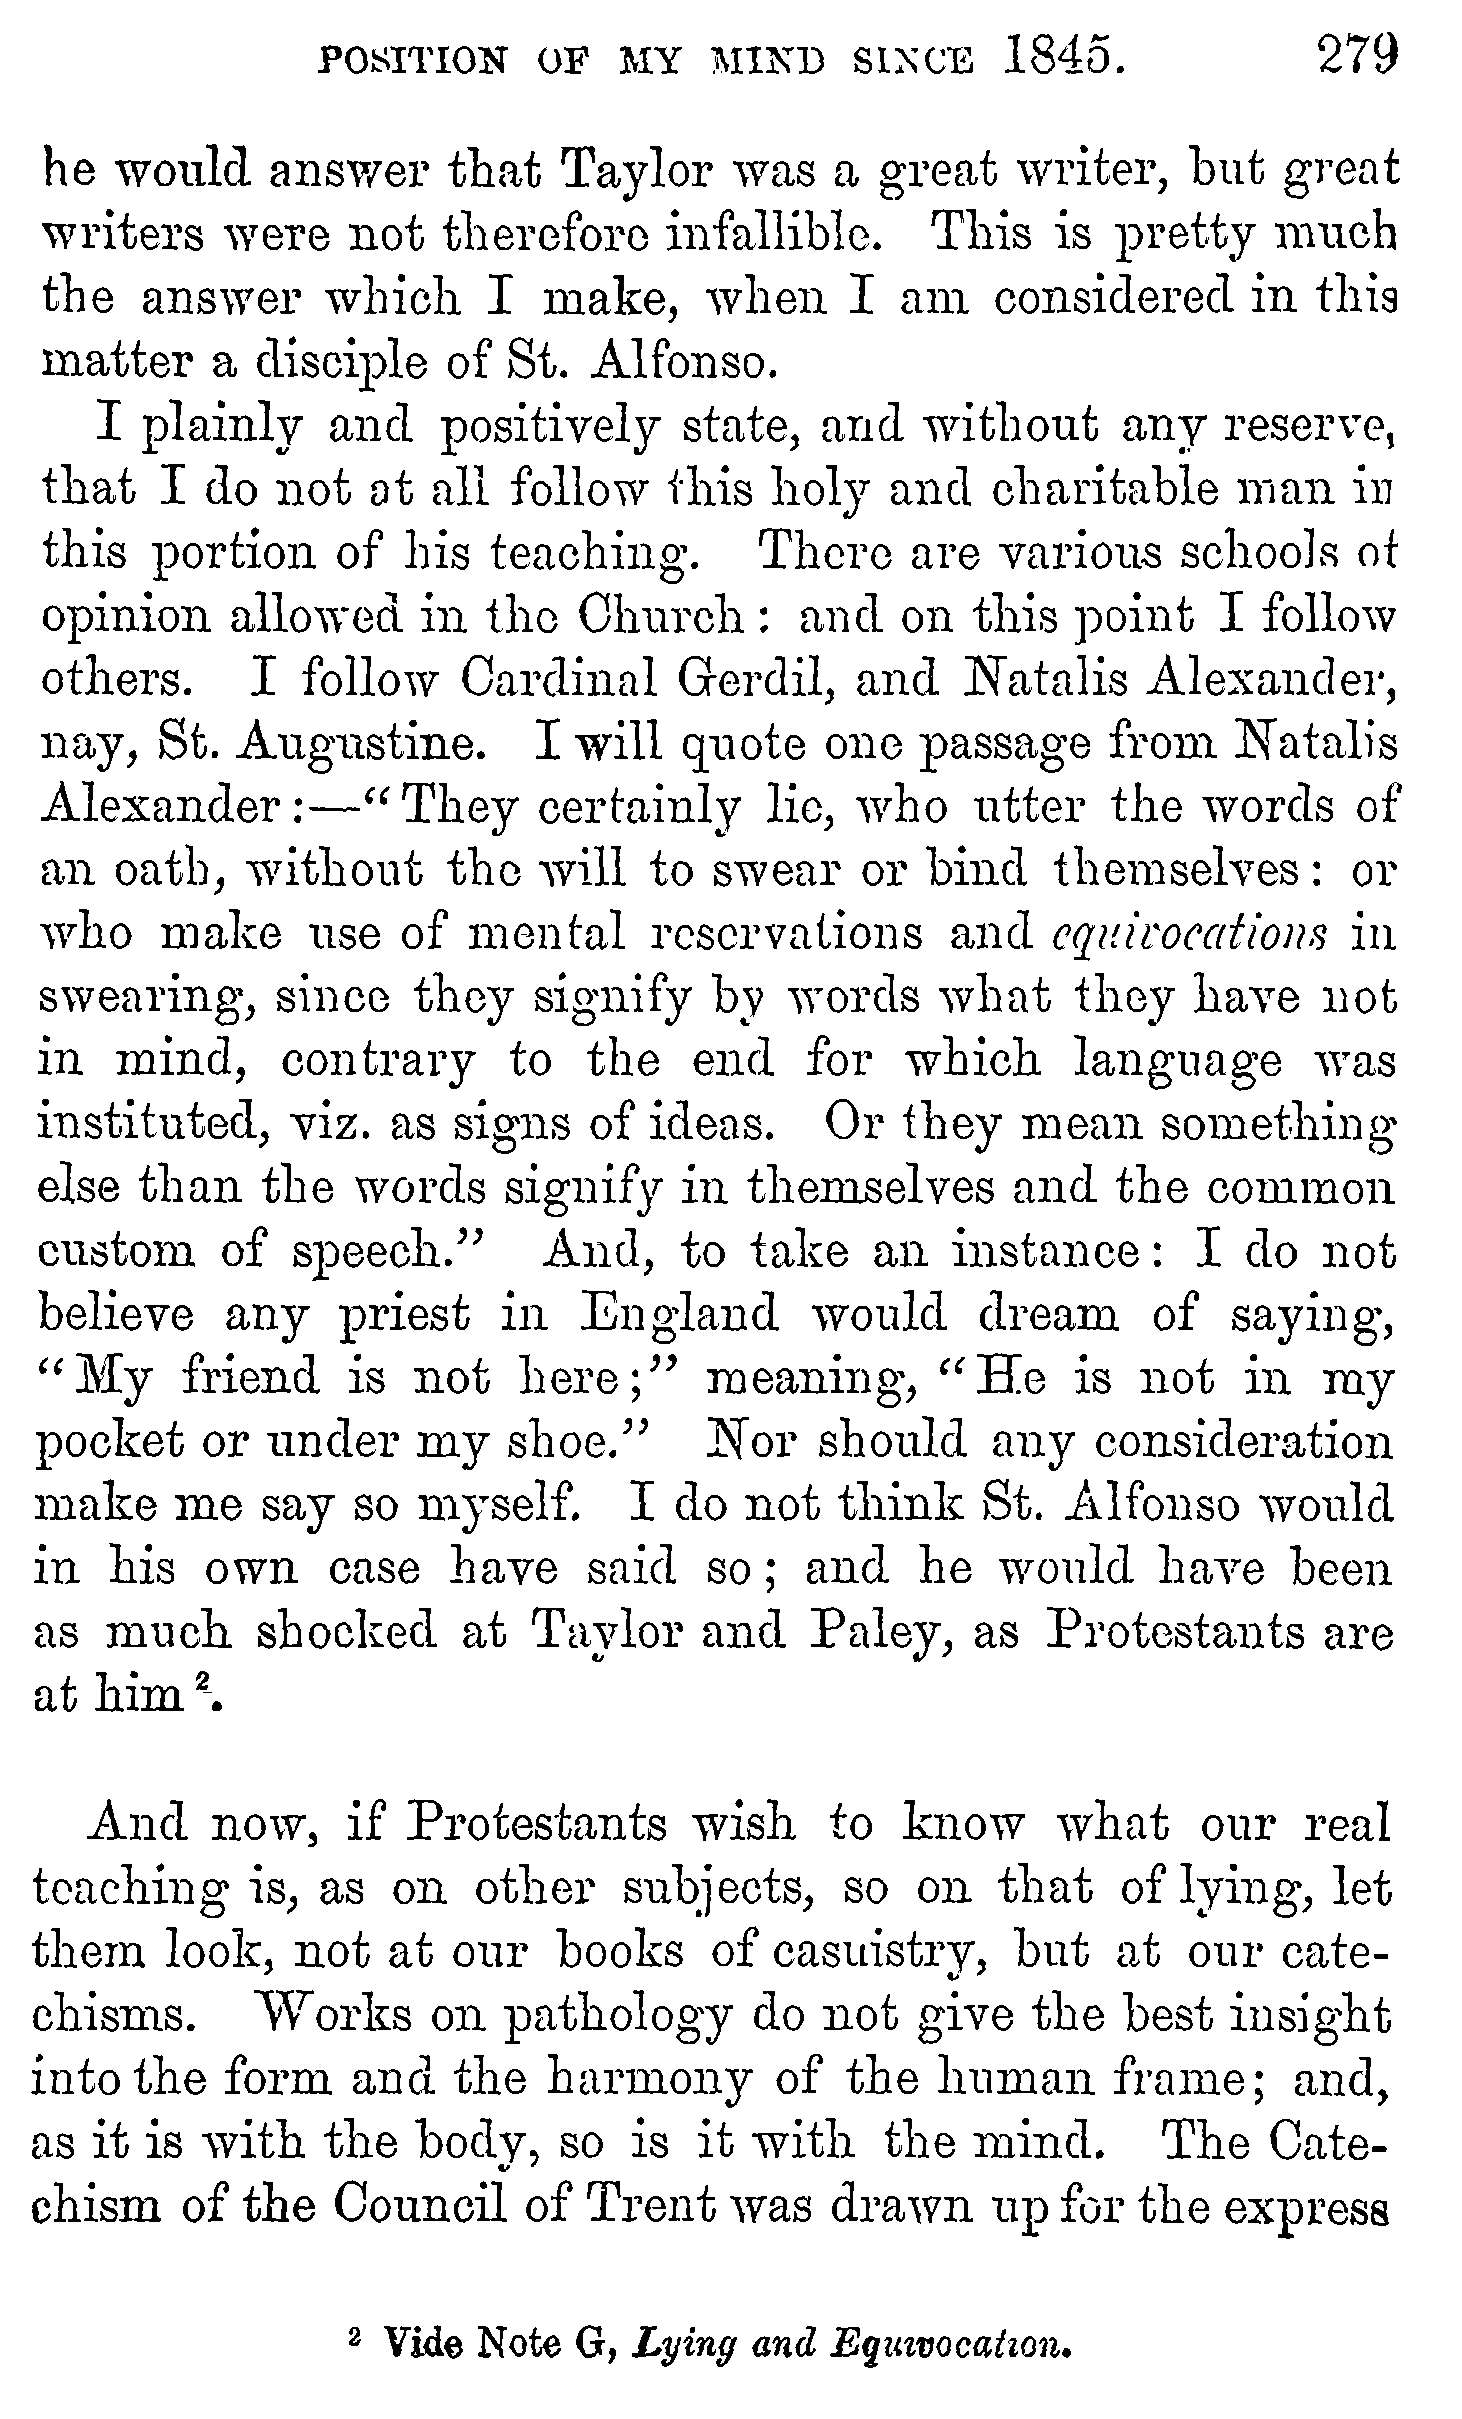 POSITION OF MY MIND SINCE 1845. 279
he would answer that Taylor was a great writer, but great
writers were not therefore infallible. This is pretty much
the answer which I make, when I am considered in this
matter a disciple of St. Alfonso.
I plainly and positively state, and without any reserve,
that I do not at all follow this holy and charitable man in
this portion of his teaching. There are various schools of
opinion allowed in the Church: and on this point I follow
others. I follow Cardinal Gerdil, and Natalis Alexander,
nay, St. Augustine. I will quote one passage from Natalis
Alexander:—"They certainly lie, who utter the words of
an oath, without the will to swear or bind themselves: or
who make use of mental reservations and equivocations in
swearing, since they signify by words what they have not
in mind, contrary to the end for which language was
instituted, viz. as signs of ideas. Or they mean something
else than the words signify in themselves and the common
custom of speech." And, to take an instance: I do not
believe any priest in England would dream of saying,
"My friend is not here;" meaning, "He is not in my
pocket or under my shoe." Nor should any consideration
make me say so myself. I do not think St. Alfonso would
in his own case have said so; and he would have been
as much shocked at Taylor and Paley, as Protestants are
at him ².
And now, if Protestants wish to know what our real
teaching is, as on other subjects, so on that of lying, let
them look, not at our books of casuistry, but at our cate-
chisms. Works on pathology do not give the best insight
into the form and the harmony of the human frame; and,
as it is with the body, so is it with the mind. The Cate-
chism of the Council of Trent was drawn up for the express
² Vide Note G, Lying and Equivocation.